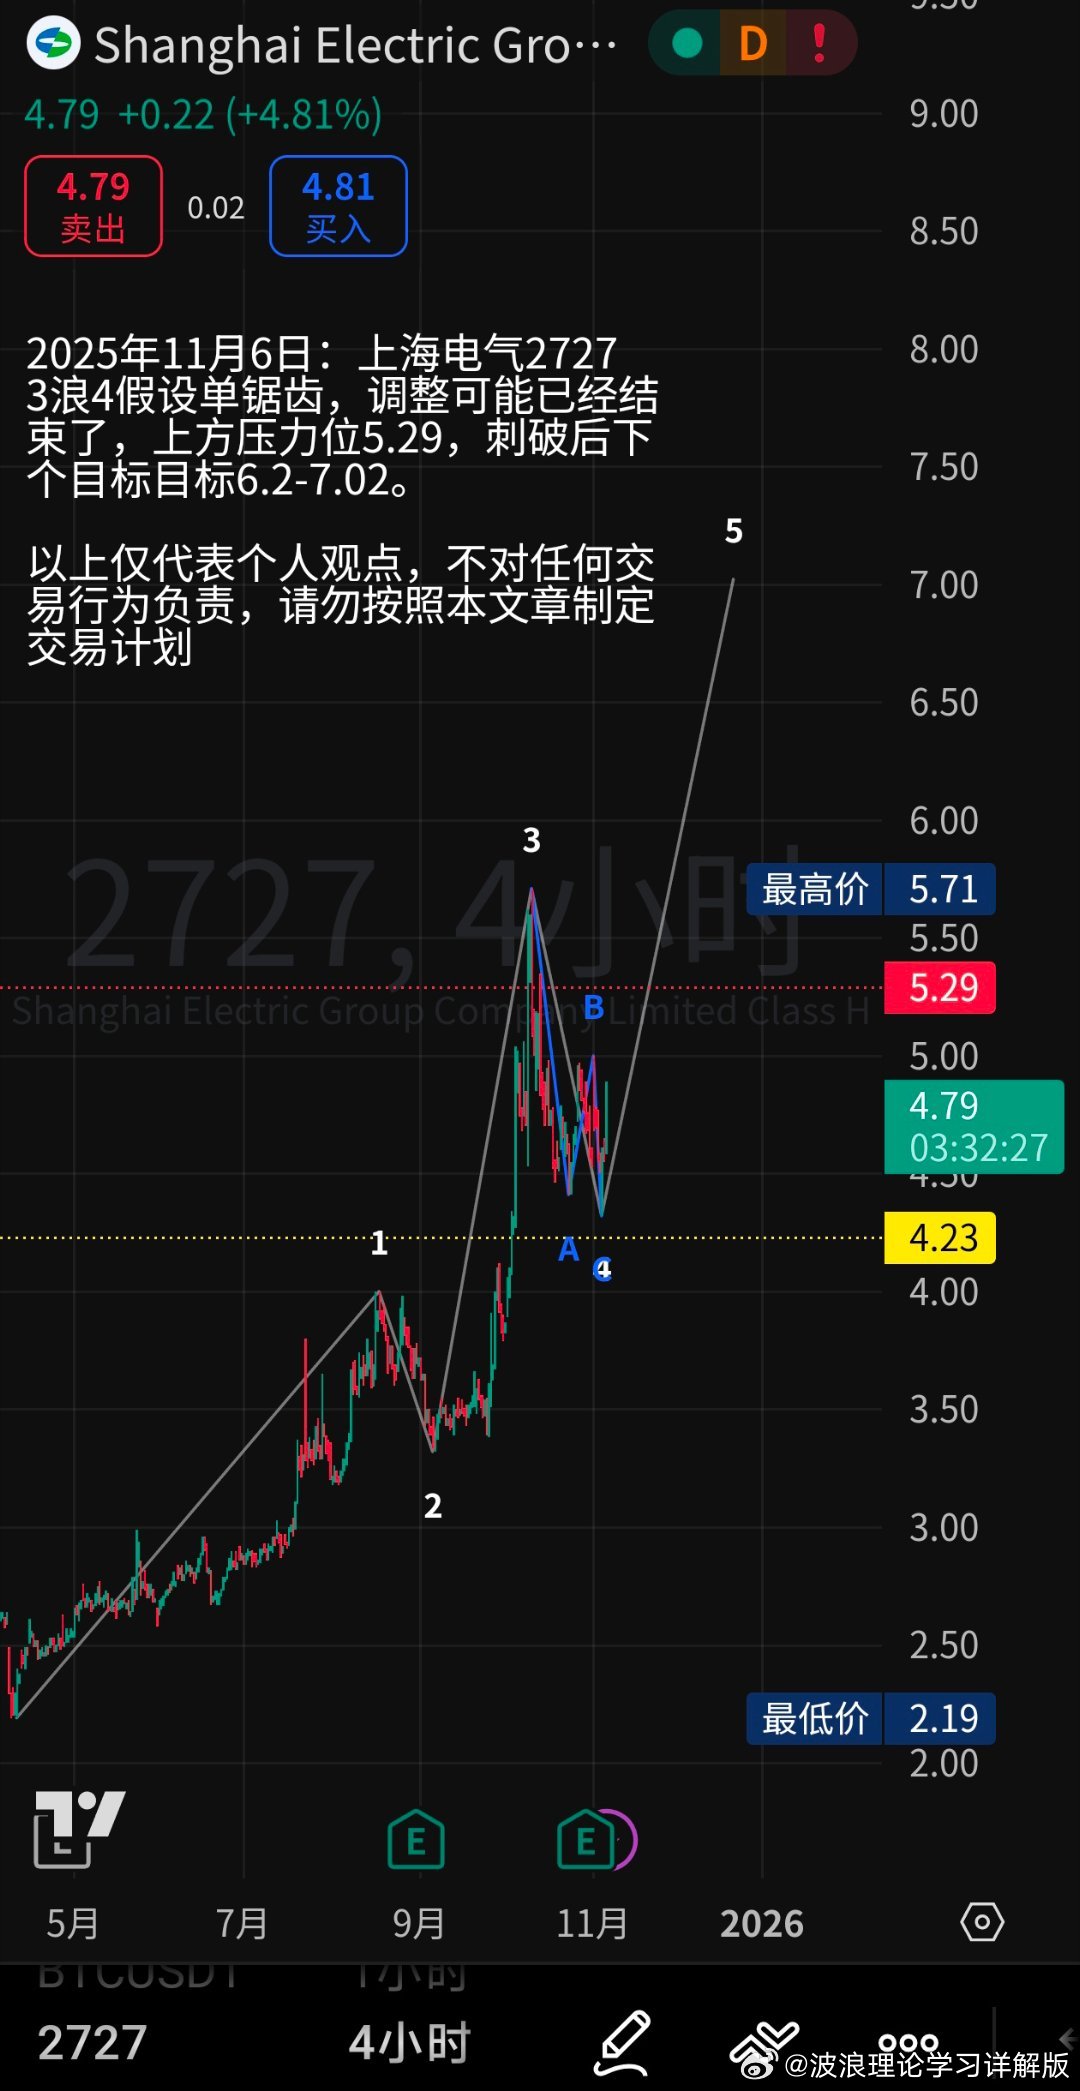 Shanghai Electric Gro…
D
!
4.79 +0.22 (+4.81%)
4.79
卖出
0.02
4.81
买入
2025年11月6日：上海电气2727
3浪4假设单锯齿，调整可能已经结
束了，上方压力位5.29，刺破后下
个目标目标6.2-7.02。
以上仅代表个人观点，不对任何交
易行为负责，请勿按照本文章制定
交易计划
2727, 4小时
Shanghai Electric Group Company Limited Class H
9.50
9.00
8.50
8.00
7.50
7.00
6.50
6.00
最高价 5.71
5.50
5.29
5.00
4.79
03:32:27
4.50
4.23
4.00
3.50
3.00
2.50
最低价 2.19
2.00
5
3
B
1
A
C
4
2
E
E
5月
7月
9月
11月
2026
BTCUSDT 1小时
2727 4小时
@波浪理论学习详解版